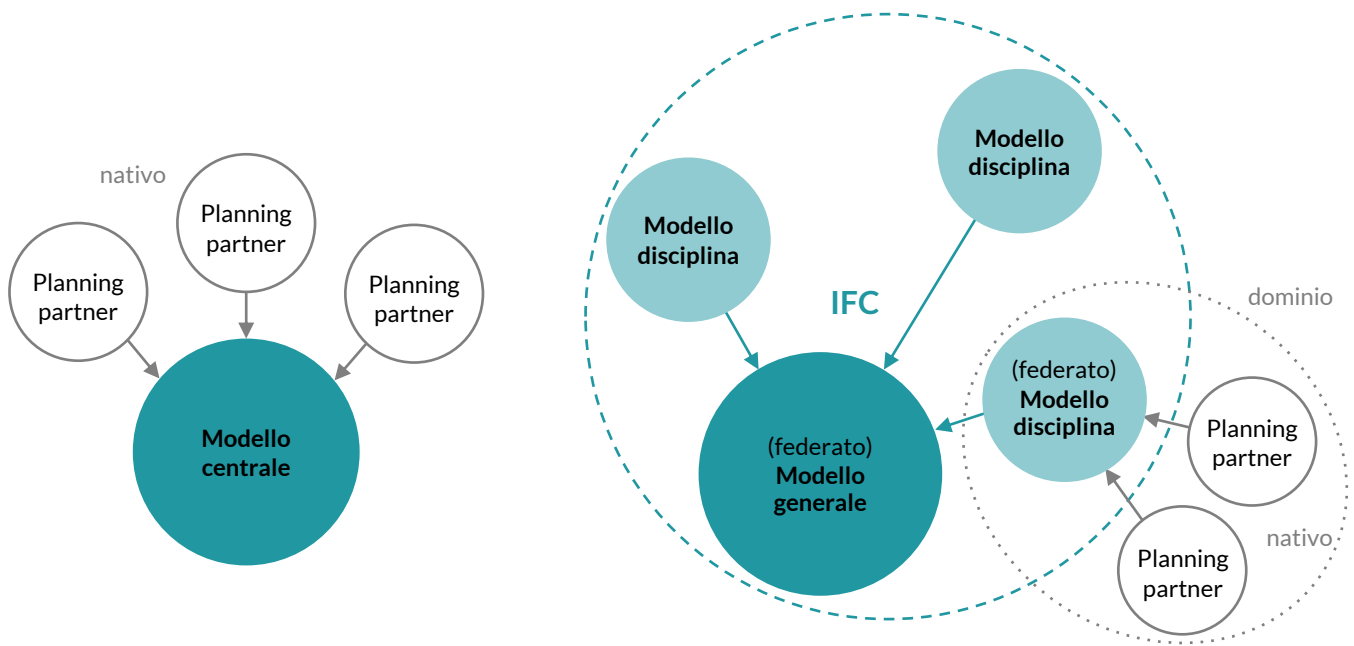 nativo
Planning
partner
Planning
partner
Planning
partner
Modello
centrale
Modello
disciplina
Modello
disciplina
IFC
dominio
(federato)
Modello
disciplina
(federato)
Modello
generale
Planning
partner
nativo
Planning
partner